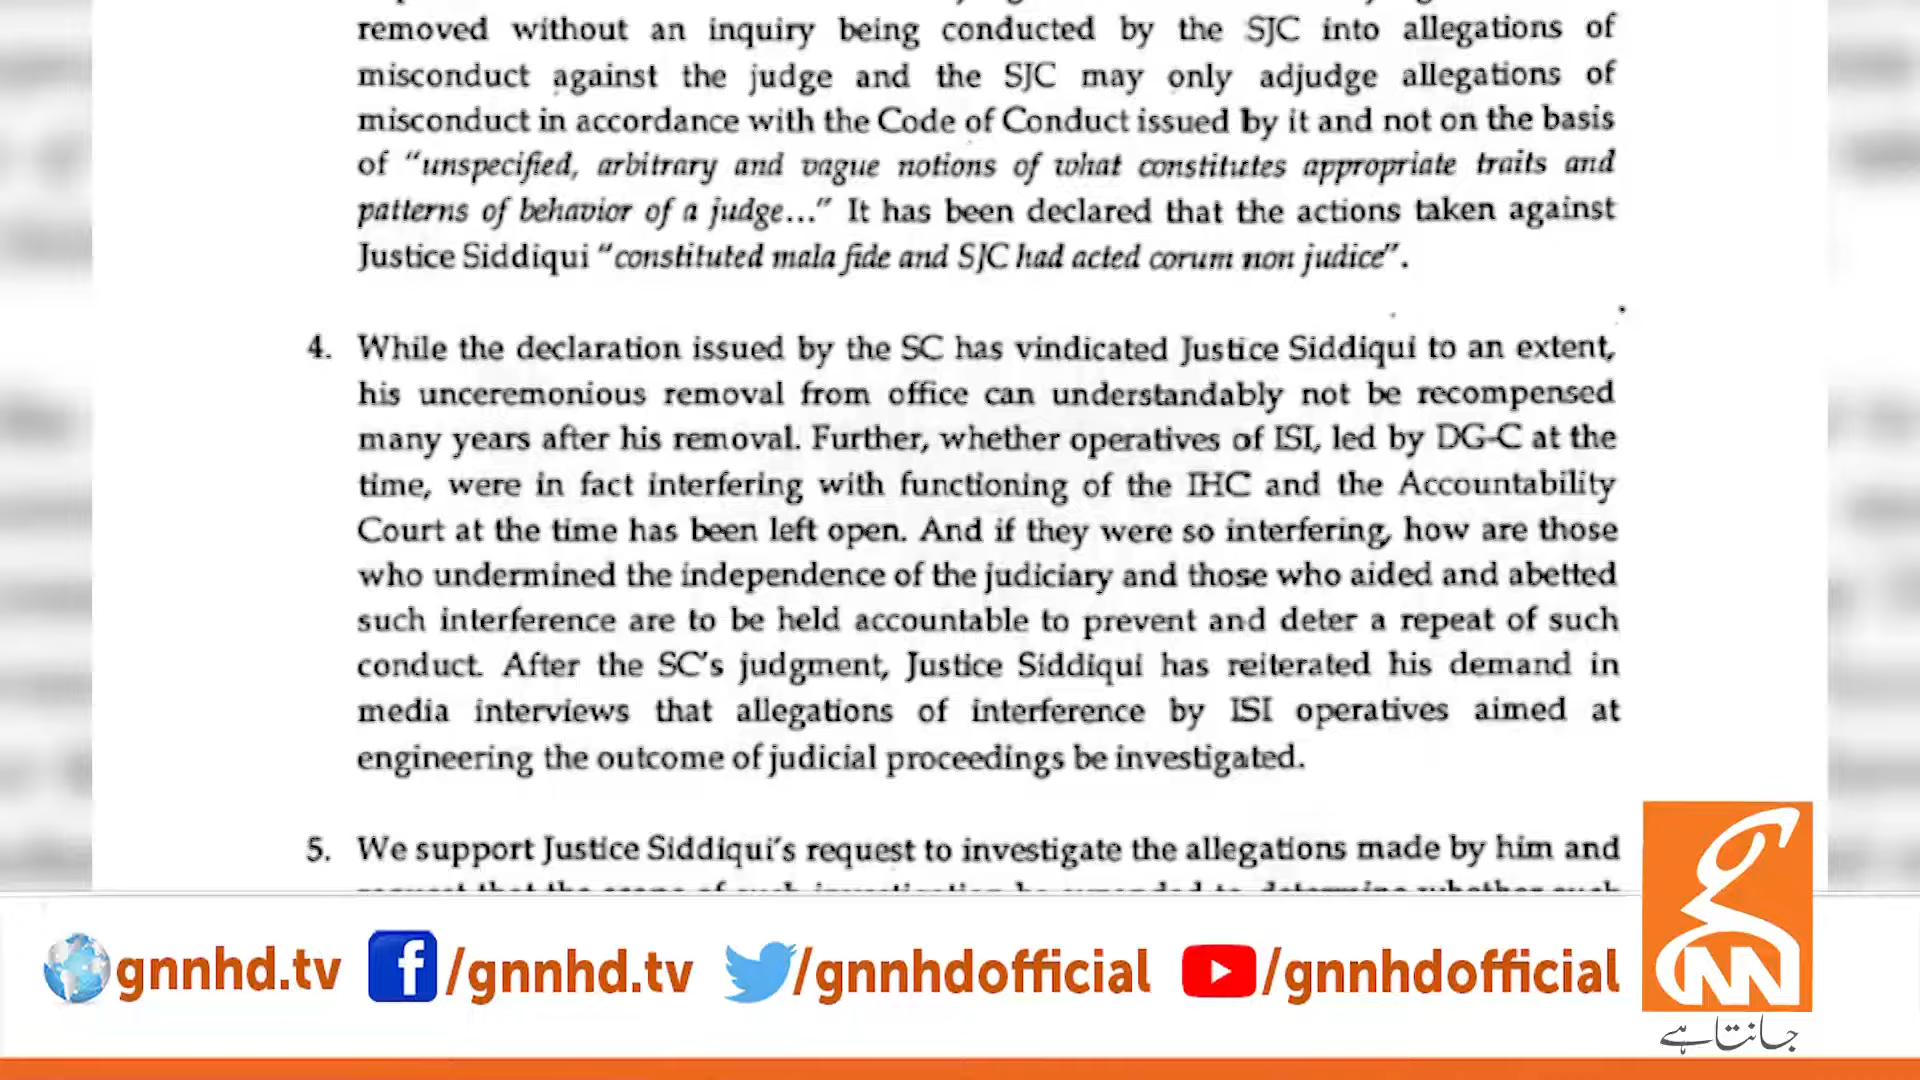 removed without an inquiry being conducted by the SJC into allegations of
misconduct against the judge and the SJC may only adjudge allegations of
misconduct in accordance with the Code of Conduct issued by it and not on the basis
of “unspecified, arbitrary and vague notions of what constitutes appropriate traits and
patterns of behavior of a judge...” It has been declared that the actions taken against
Justice Siddiqui “constituted mala fide and SJC had acted corum non judice”.
4. While the declaration issued by the SC has vindicated Justice Siddiqui to an extent,
his unceremonious removal from office can understandably not be recompensed
many years after his removal. Further, whether operatives of ISI, led by DG-C at the
time, were in fact interfering with functioning of the IHC and the Accountability
Court at the time has been left open. And if they were so interfering, how are those
who undermined the independence of the judiciary and those who aided and abetted
such interference are to be held accountable to prevent and deter a repeat of such
conduct. After the SC's judgment, Justice Siddiqui has reiterated his demand in
media interviews that allegations of interference by ISI operatives aimed at
engineering the outcome of judicial proceedings be investigated.
5. We support Justice Siddiqui's request to investigate the allegations made by him and
gnnhd.tv /gnnhd.tv /gnnhdofficial /gnnhdofficial
GNN
جانتا ہے